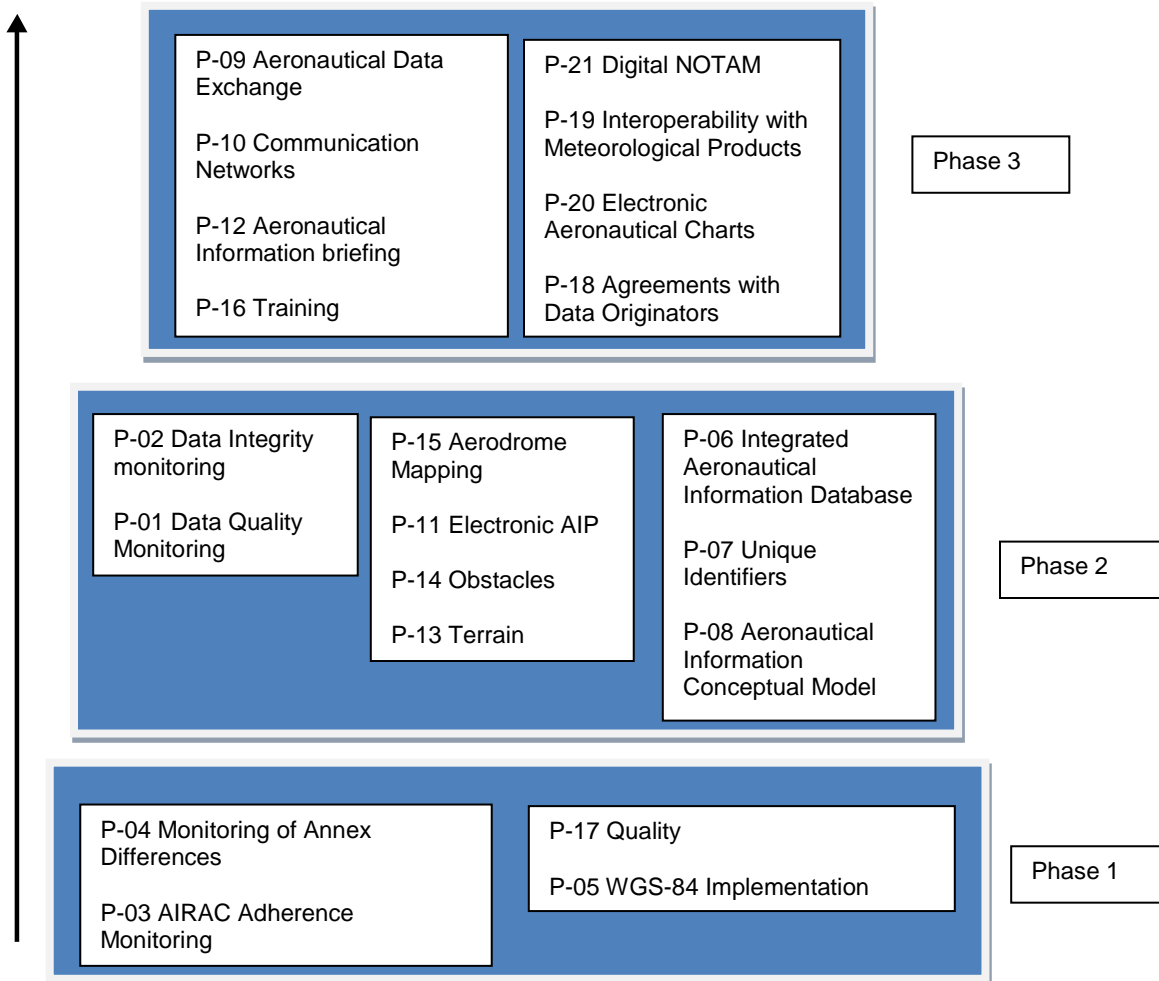 P-09 Aeronautical Data
Exchange
P-10 Communication
Networks
P-12 Aeronautical
Information briefing
P-16 Training
P-21 Digital NOTAM
P-19 Interoperability with
Meteorological Products
P-20 Electronic
Aeronautical Charts
P-18 Agreements with
Data Originators
Phase 3
P-02 Data Integrity
monitoring
P-01 Data Quality
Monitoring
P-15 Aerodrome
Mapping
P-11 Electronic AIP
P-14 Obstacles
P-13 Terrain
P-06 Integrated
Aeronautical
Information Database
P-07 Unique
Identifiers
P-08 Aeronautical
Information
Conceptual Model
Phase 2
P-04 Monitoring of Annex
Differences
P-03 AIRAC Adherence
Monitoring
P-17 Quality
P-05 WGS-84 Implementation
Phase 1